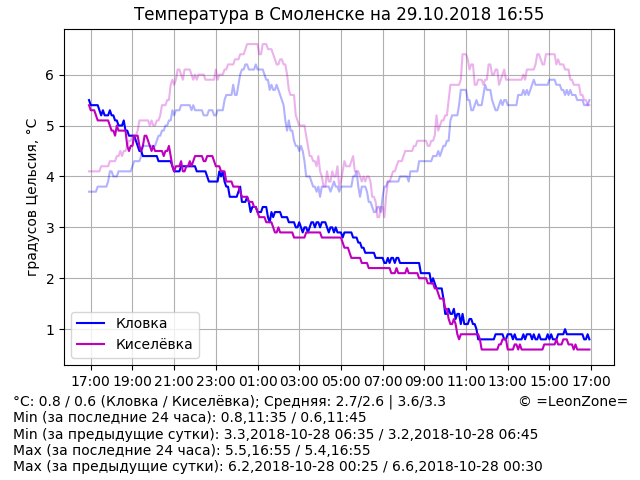 Температура в Смоленске на 29.10.2018 16:55
градусов Цельсия, °C
6
5
4
3
2
1
Кловка
Киселёвка
17:00 19:00 21:00 23:00 01:00 03:00 05:00 07:00 09:00 11:00 13:00 15:00 17:00
°C: 0.8 / 0.6 (Кловка / Киселёвка); Средняя: 2.7/2.6 | 3.6/3.3 © =LeonZone=
Min (за последние 24 часа): 0.8,11:35 / 0.6,11:45
Min (за предыдущие сутки): 3.3,2018-10-28 06:35 / 3.2,2018-10-28 06:45
Max (за последние 24 часа): 5.5,16:55 / 5.4,16:55
Max (за предыдущие сутки): 6.2,2018-10-28 00:25 / 6.6,2018-10-28 00:30